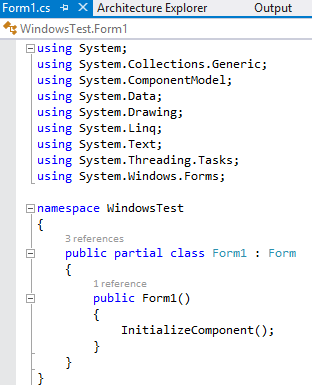 Form1.cs Architecture Explorer Output
WindowsTest.Form1
using System;
using System.Collections.Generic;
using System.ComponentModel;
using System.Data;
using System.Drawing;
using System.Linq;
using System.Text;
using System.Threading.Tasks;
using System.Windows.Forms;
namespace WindowsTest
{
3 references
public partial class Form1 : Form
{
1 reference
public Form1()
{
InitializeComponent();
}
}
}